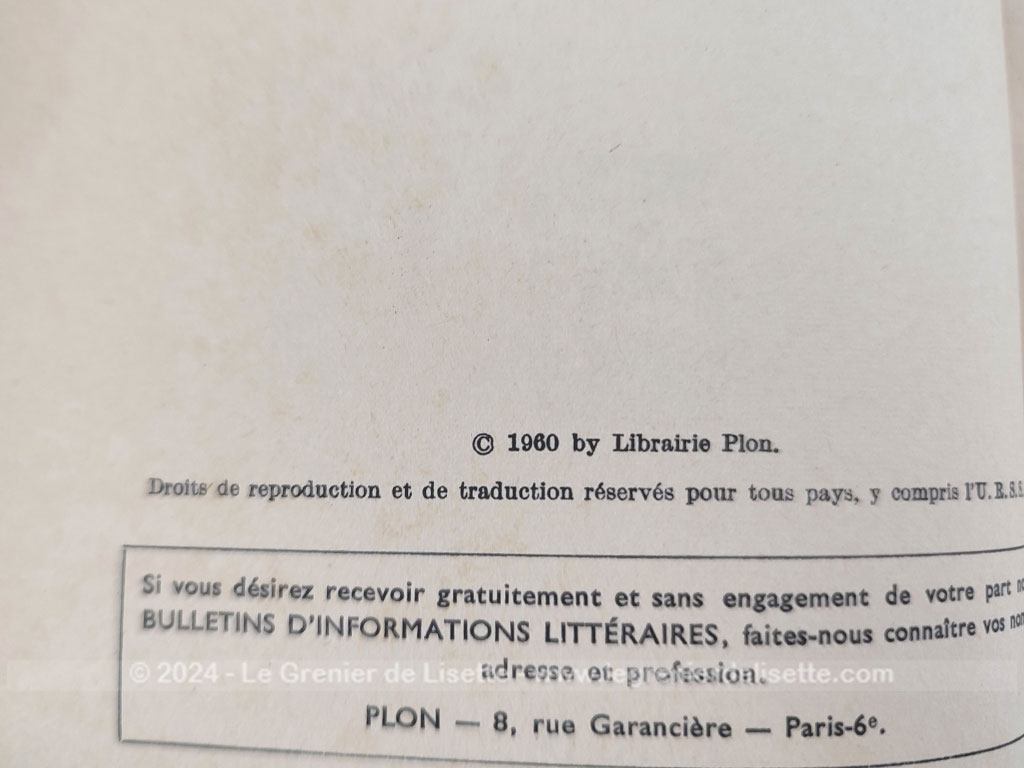 © 1960 by Librairie Plon.
Droits de reproduction et de traduction réservés pour tous pays, y compris l'U.R.S.S.
Si vous désirez recevoir gratuitement et sans engagement de votre part
BULLETINS D'INFORMATIONS LITTÉRAIRES, faites-nous connaître vos
adresse et profession.
© 2024 - Le Grenier de Lisette
PLON — 8, rue Garancière — Paris-6ᵉ.